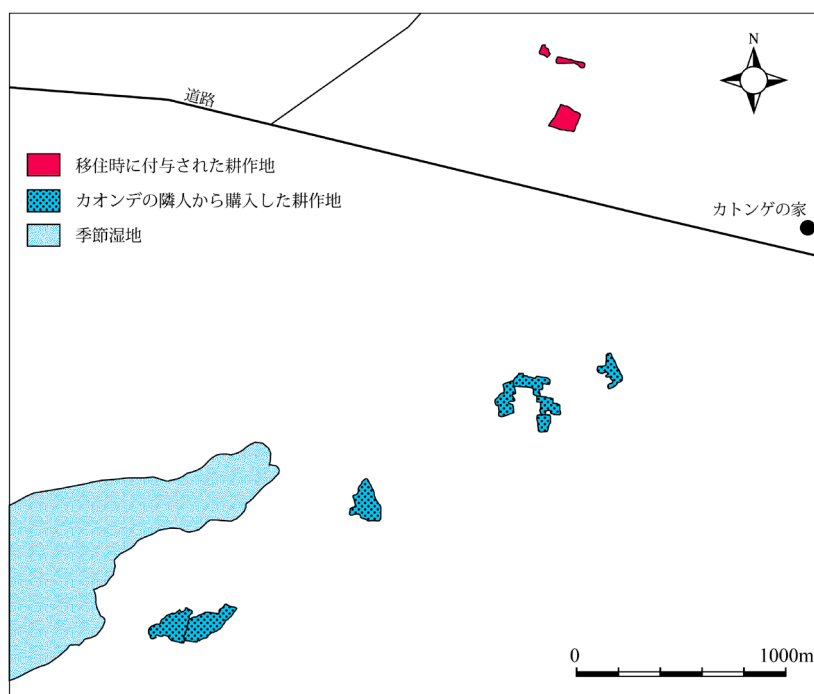 N
道路
移住時に付与された耕作地
カオンデの隣人から購入した耕作地
季節湿地
カトンゲの家
0 1000m